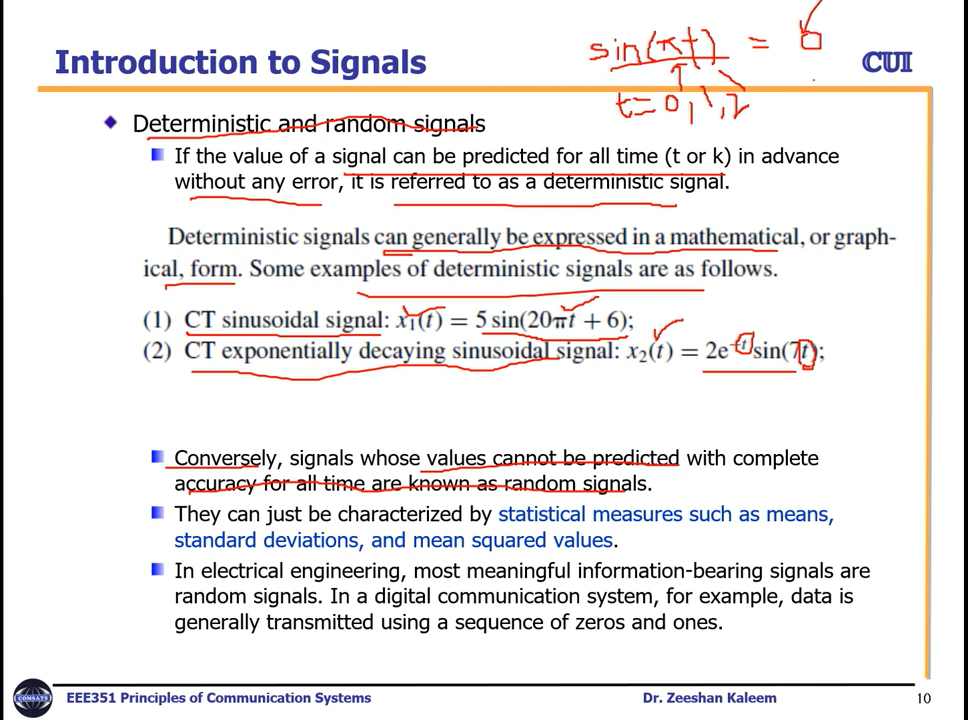 sin(πt) = 0
t=0,1,2
Introduction to Signals
CUI
Deterministic and random signals
If the value of a signal can be predicted for all time (t or k) in advance
without any error, it is referred to as a deterministic signal.
Deterministic signals can generally be expressed in a mathematical, or graph-
ical, form. Some examples of deterministic signals are as follows.
(1) CT sinusoidal signal: x₁(t) = 5 sin(20πt + 6);
(2) CT exponentially decaying sinusoidal signal: x₂(t) = 2e⁻ᵗ sin(7t);
Conversely, signals whose values cannot be predicted with complete
accuracy for all time are known as random signals.
They can just be characterized by statistical measures such as means,
standard deviations, and mean squared values.
In electrical engineering, most meaningful information-bearing signals are
random signals. In a digital communication system, for example, data is
generally transmitted using a sequence of zeros and ones.
COMSATS
EEE351 Principles of Communication Systems
Dr. Zeeshan Kaleem
10